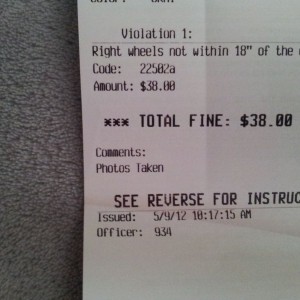 Violation 1:
Right wheels not within 18" of the
Code: 22502a
Amount: $38.00
*** TOTAL FINE: $38.00
Comments:
Photos Taken
SEE REVERSE FOR INSTRUC
Issued: 5/9/12 10:17:15 AM
Officer: 934